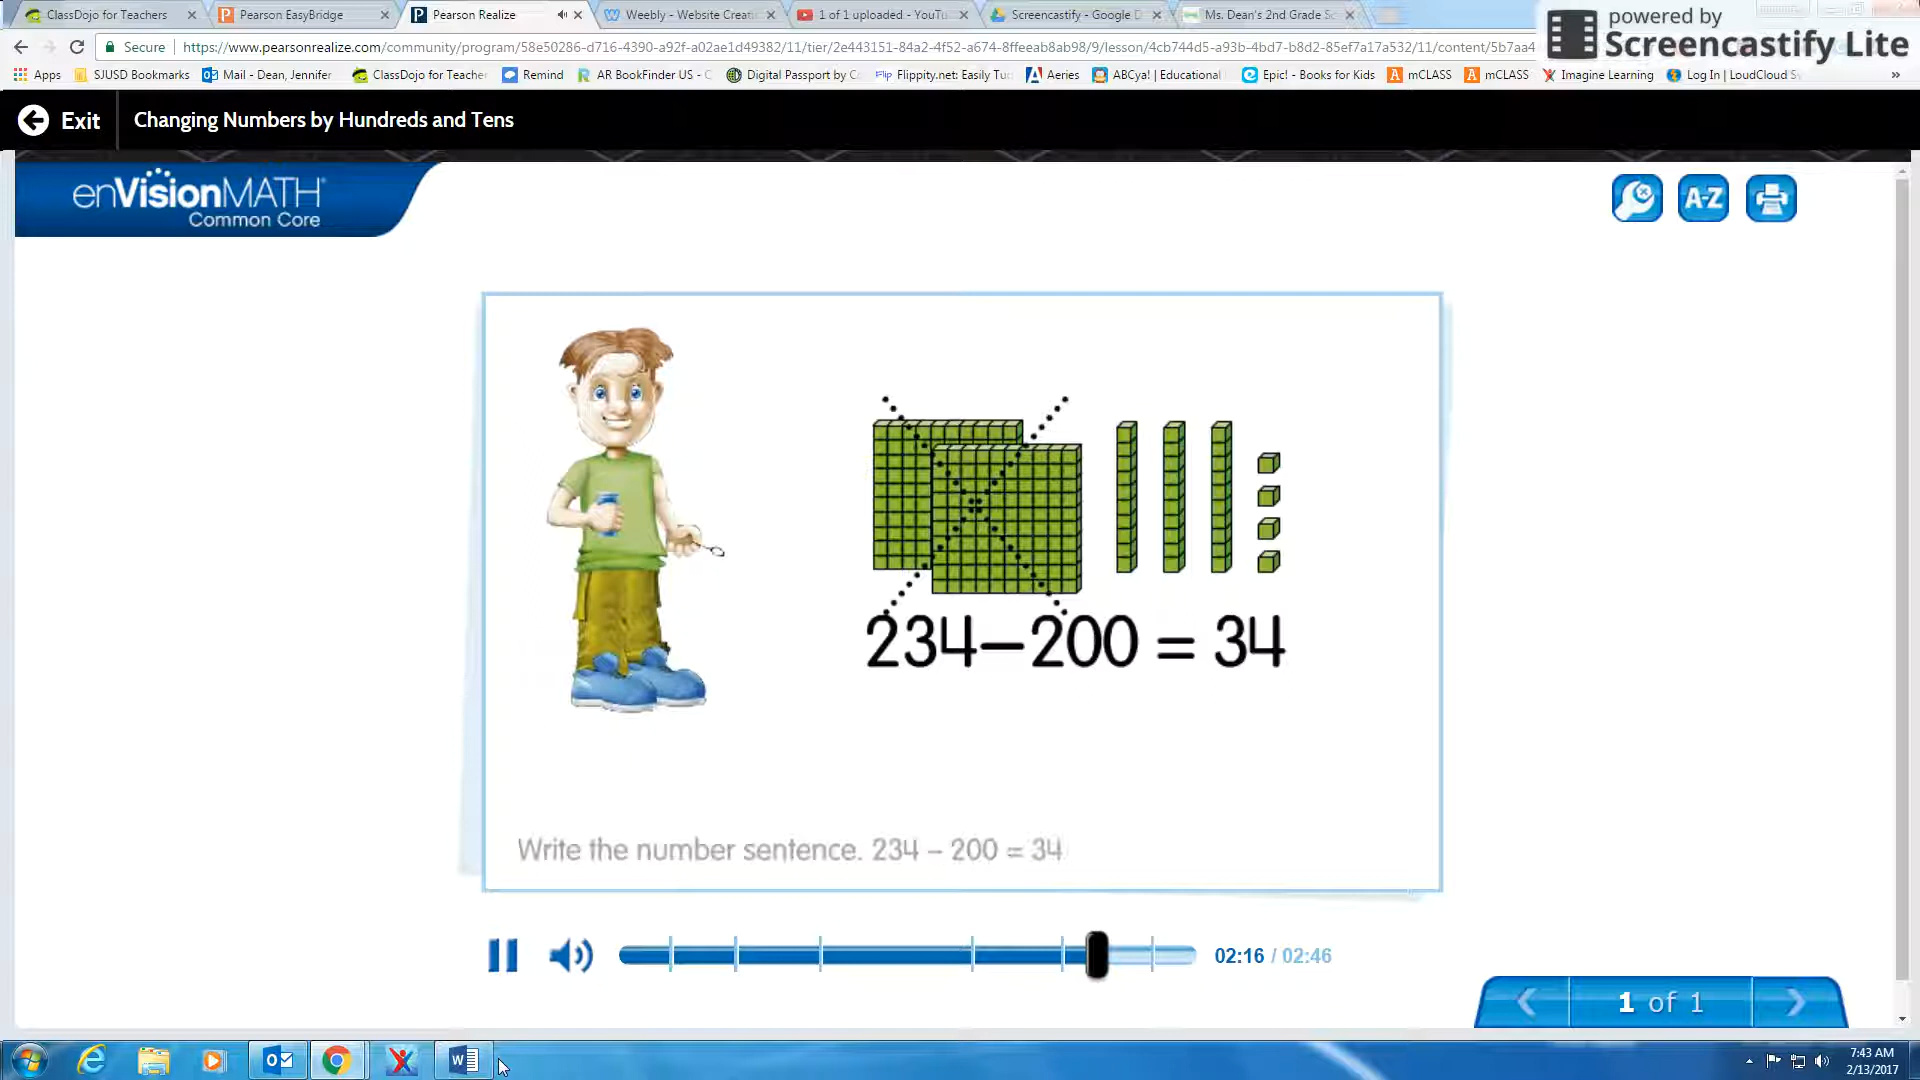 ClassDojo for Teachers
Pearson EasyBridge
Pearson Realize
Weebly - Website Creati
1 of 1 uploaded - YouTu
Screencastify - Google D
Ms. Dean's 2nd Grade Sc
powered by
Screencastify Lite
Secure
https://www.pearsonrealize.com/community/program/58e50286-d716-4390-a92f-a02ae1d49382/11/tier/2e443151-84a2-4f52-a674-8ffeeab8ab98/9/lesson/4cb744d5-a93b-4bd7-b8d2-85ef7a17a532/11/content/5b7aa4
Apps
SJUSD Bookmarks
Mail - Dean, Jennifer
ClassDojo for Teache
Remind
AR BookFinder US - C
Digital Passport by C
Flip Flippity.net: Easily Tu
Aeries
ABCya! | Educational
Epic! - Books for Kids
mCLASS
mCLASS
Imagine Learning
Log In | LoudCloud Sy
Exit
Changing Numbers by Hundreds and Tens
enVisionMATH
Common Core
A-Z
234–200 = 34
Write the number sentence. 234 – 200 = 34
02:16 / 02:46
1 of 1
7:43 AM
2/13/2017